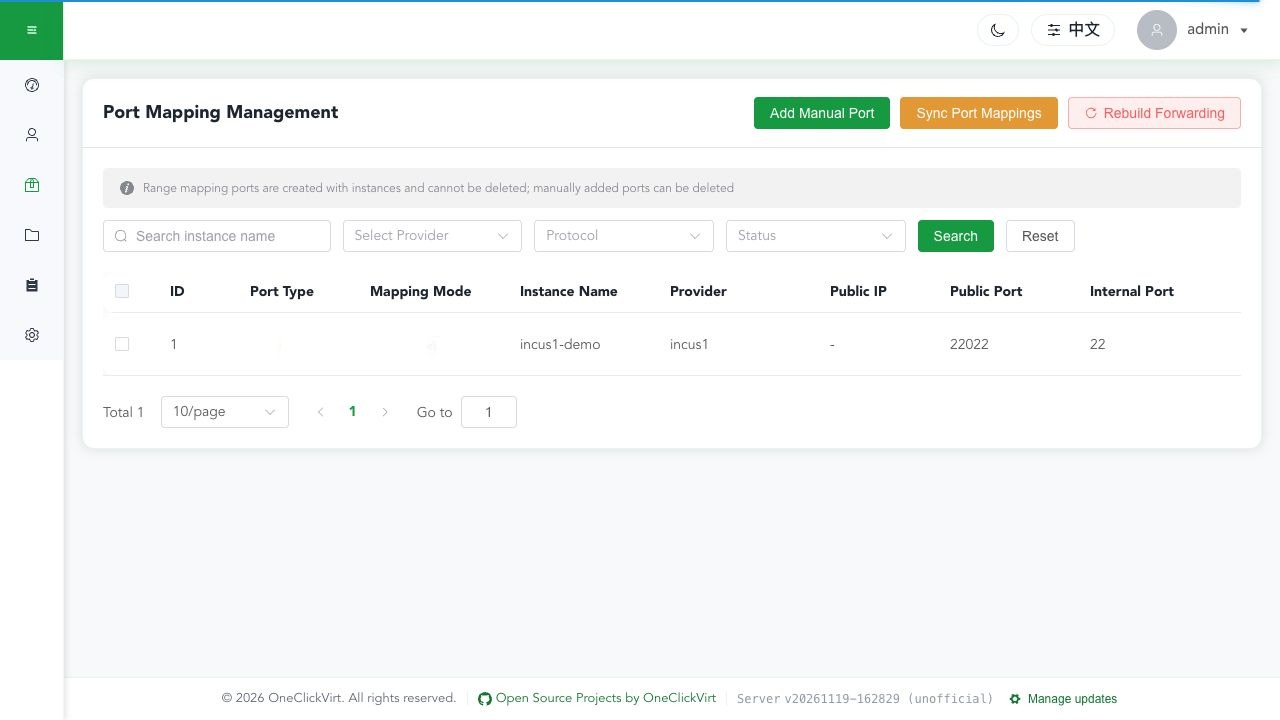 中文 admin
Port Mapping Management Add Manual Port Sync Port Mappings Rebuild Forwarding
Range mapping ports are created with instances and cannot be deleted; manually added ports can be deleted
Search instance name Select Provider Protocol Status Search Reset
ID Port Type Mapping Mode Instance Name Provider Public IP Public Port Internal Port
1 incus1-demo incus1 - 22022 22
Total 1 10/page 1 Go to 1
© 2026 OneClickVirt. All rights reserved. Open Source Projects by OneClickVirt Server v20261119-162829 (unofficial) Manage updates